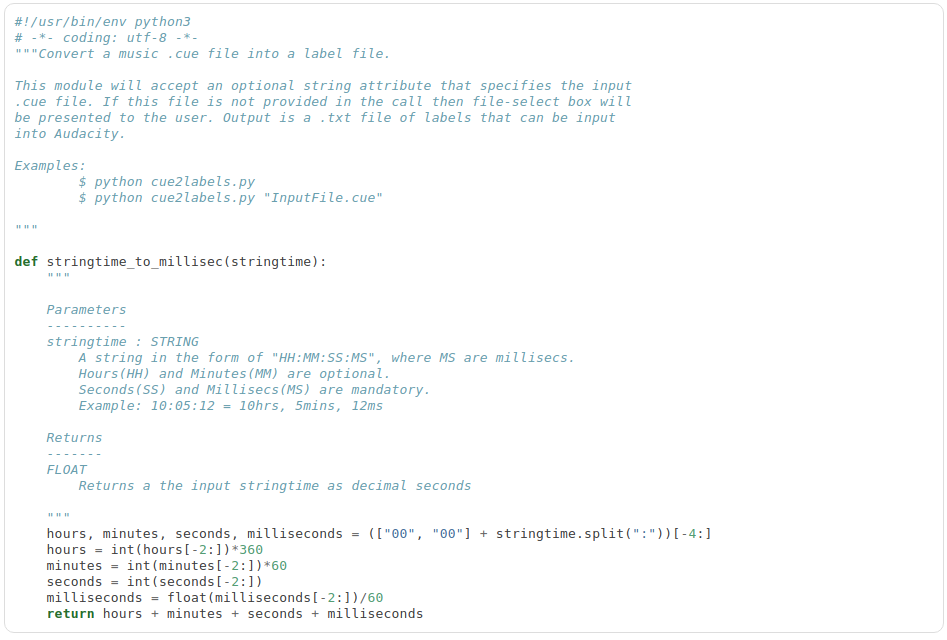 #!/usr/bin/env python3
# -*- coding: utf-8 -*-
"""Convert a music .cue file into a label file.

This module will accept an optional string attribute that specifies the input
.cue file. If this file is not provided in the call then file-select box will
be presented to the user. Output is a .txt file of labels that can be input
into Audacity.

Examples:
        $ python cue2labels.py
        $ python cue2labels.py "InputFile.cue"

"""

def stringtime_to_millisec(stringtime):
    """

    Parameters
    ----------
    stringtime : STRING
        A string in the form of "HH:MM:SS:MS", where MS are millisecs.
        Hours(HH) and Minutes(MM) are optional.
        Seconds(SS) and Millisecs(MS) are mandatory.
        Example: 10:05:12 = 10hrs, 5mins, 12ms

    Returns
    -------
    FLOAT
        Returns a the input stringtime as decimal seconds

    """
    hours, minutes, seconds, milliseconds = (["00", "00"] + stringtime.split(":"))[-4:]
    hours = int(hours[-2:])*360
    minutes = int(minutes[-2:])*60
    seconds = int(seconds[-2:])
    milliseconds = float(milliseconds[-2:])/60
    return hours + minutes + seconds + milliseconds